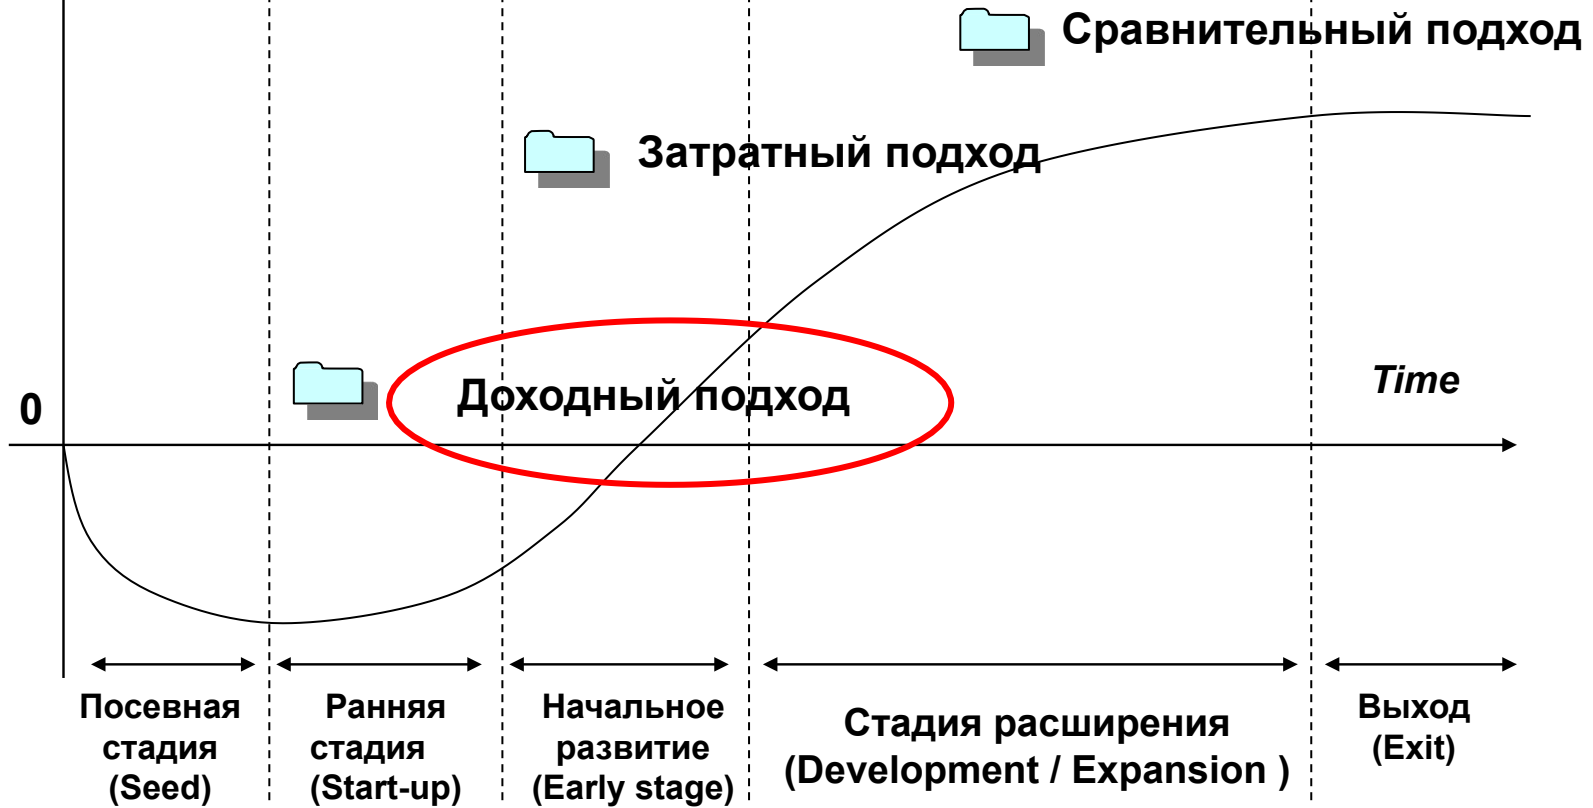 Сравнительный подход
Затратный подход
Доходный подход
Time
0
Посевная
стадия
(Seed)
Ранняя
стадия
(Start-up)
Начальное
развитие
(Early stage)
Стадия расширения
(Development / Expansion )
Выход
(Exit)